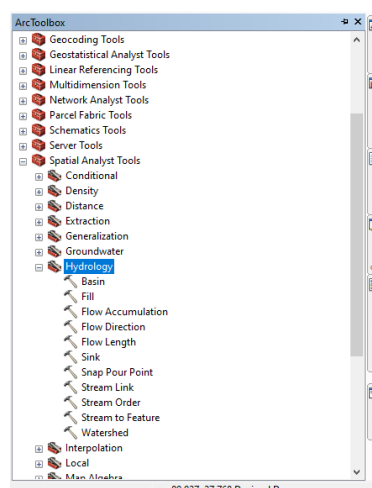 ArcToolbox
Geocoding Tools
Geostatistical Analyst Tools
Linear Referencing Tools
Multidimension Tools
Network Analyst Tools
Parcel Fabric Tools
Schematics Tools
Server Tools
Spatial Analyst Tools
Conditional
Density
Distance
Extraction
Generalization
Groundwater
Hydrology
Basin
Fill
Flow Accumulation
Flow Direction
Flow Length
Sink
Snap Pour Point
Stream Link
Stream Order
Stream to Feature
Watershed
Interpolation
Local
Map Algebra